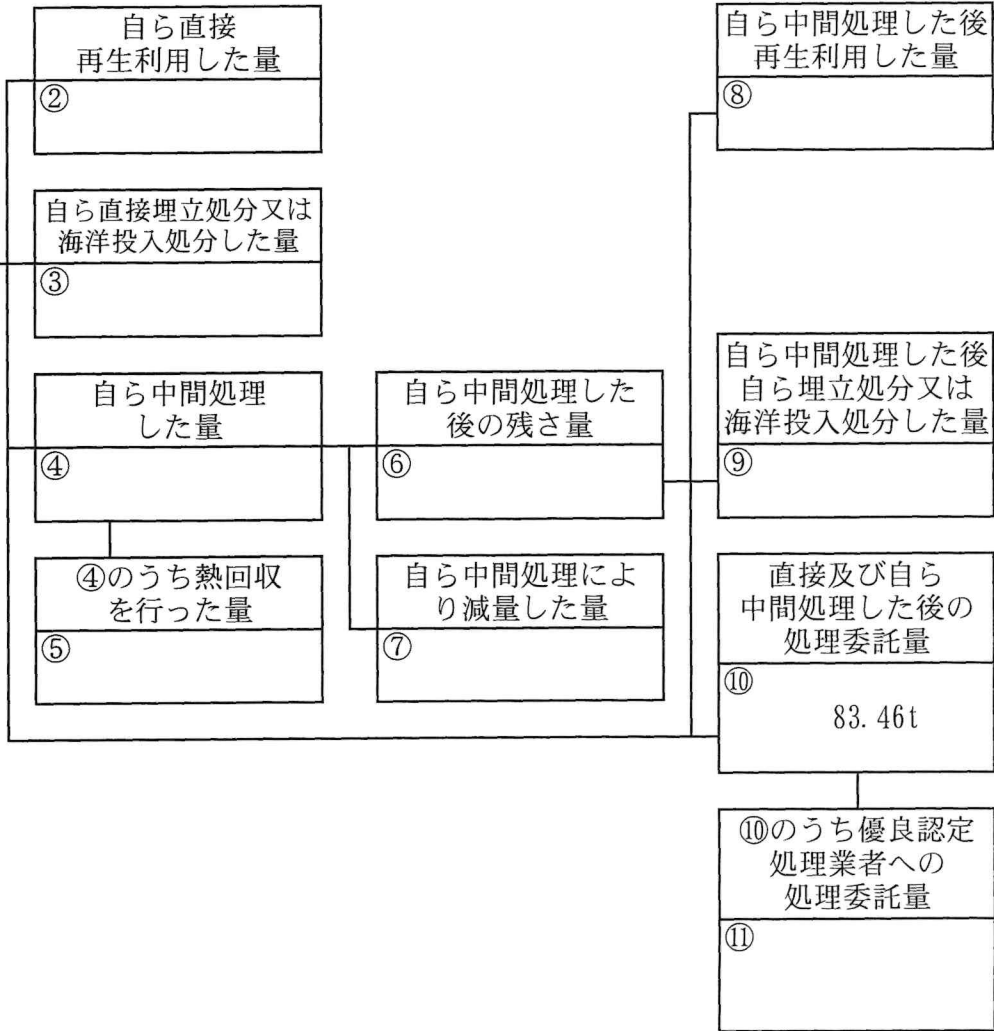 自ら直接
再生利用した量
②
自ら直接埋立処分又は
海洋投入処分した量
③
自ら中間処理
した量
④
④のうち熱回収
を行った量
⑤
自ら中間処理した
後の残さ量
⑥
自ら中間処理によ
り減量した量
⑦
自ら中間処理した後
再生利用した量
⑧
自ら中間処理した後
自ら埋立処分又は
海洋投入処分した量
⑨
直接及び自ら
中間処理した後の
処理委託量
⑩
83.46t
⑩のうち優良認定
処理業者への
処理委託量
⑪